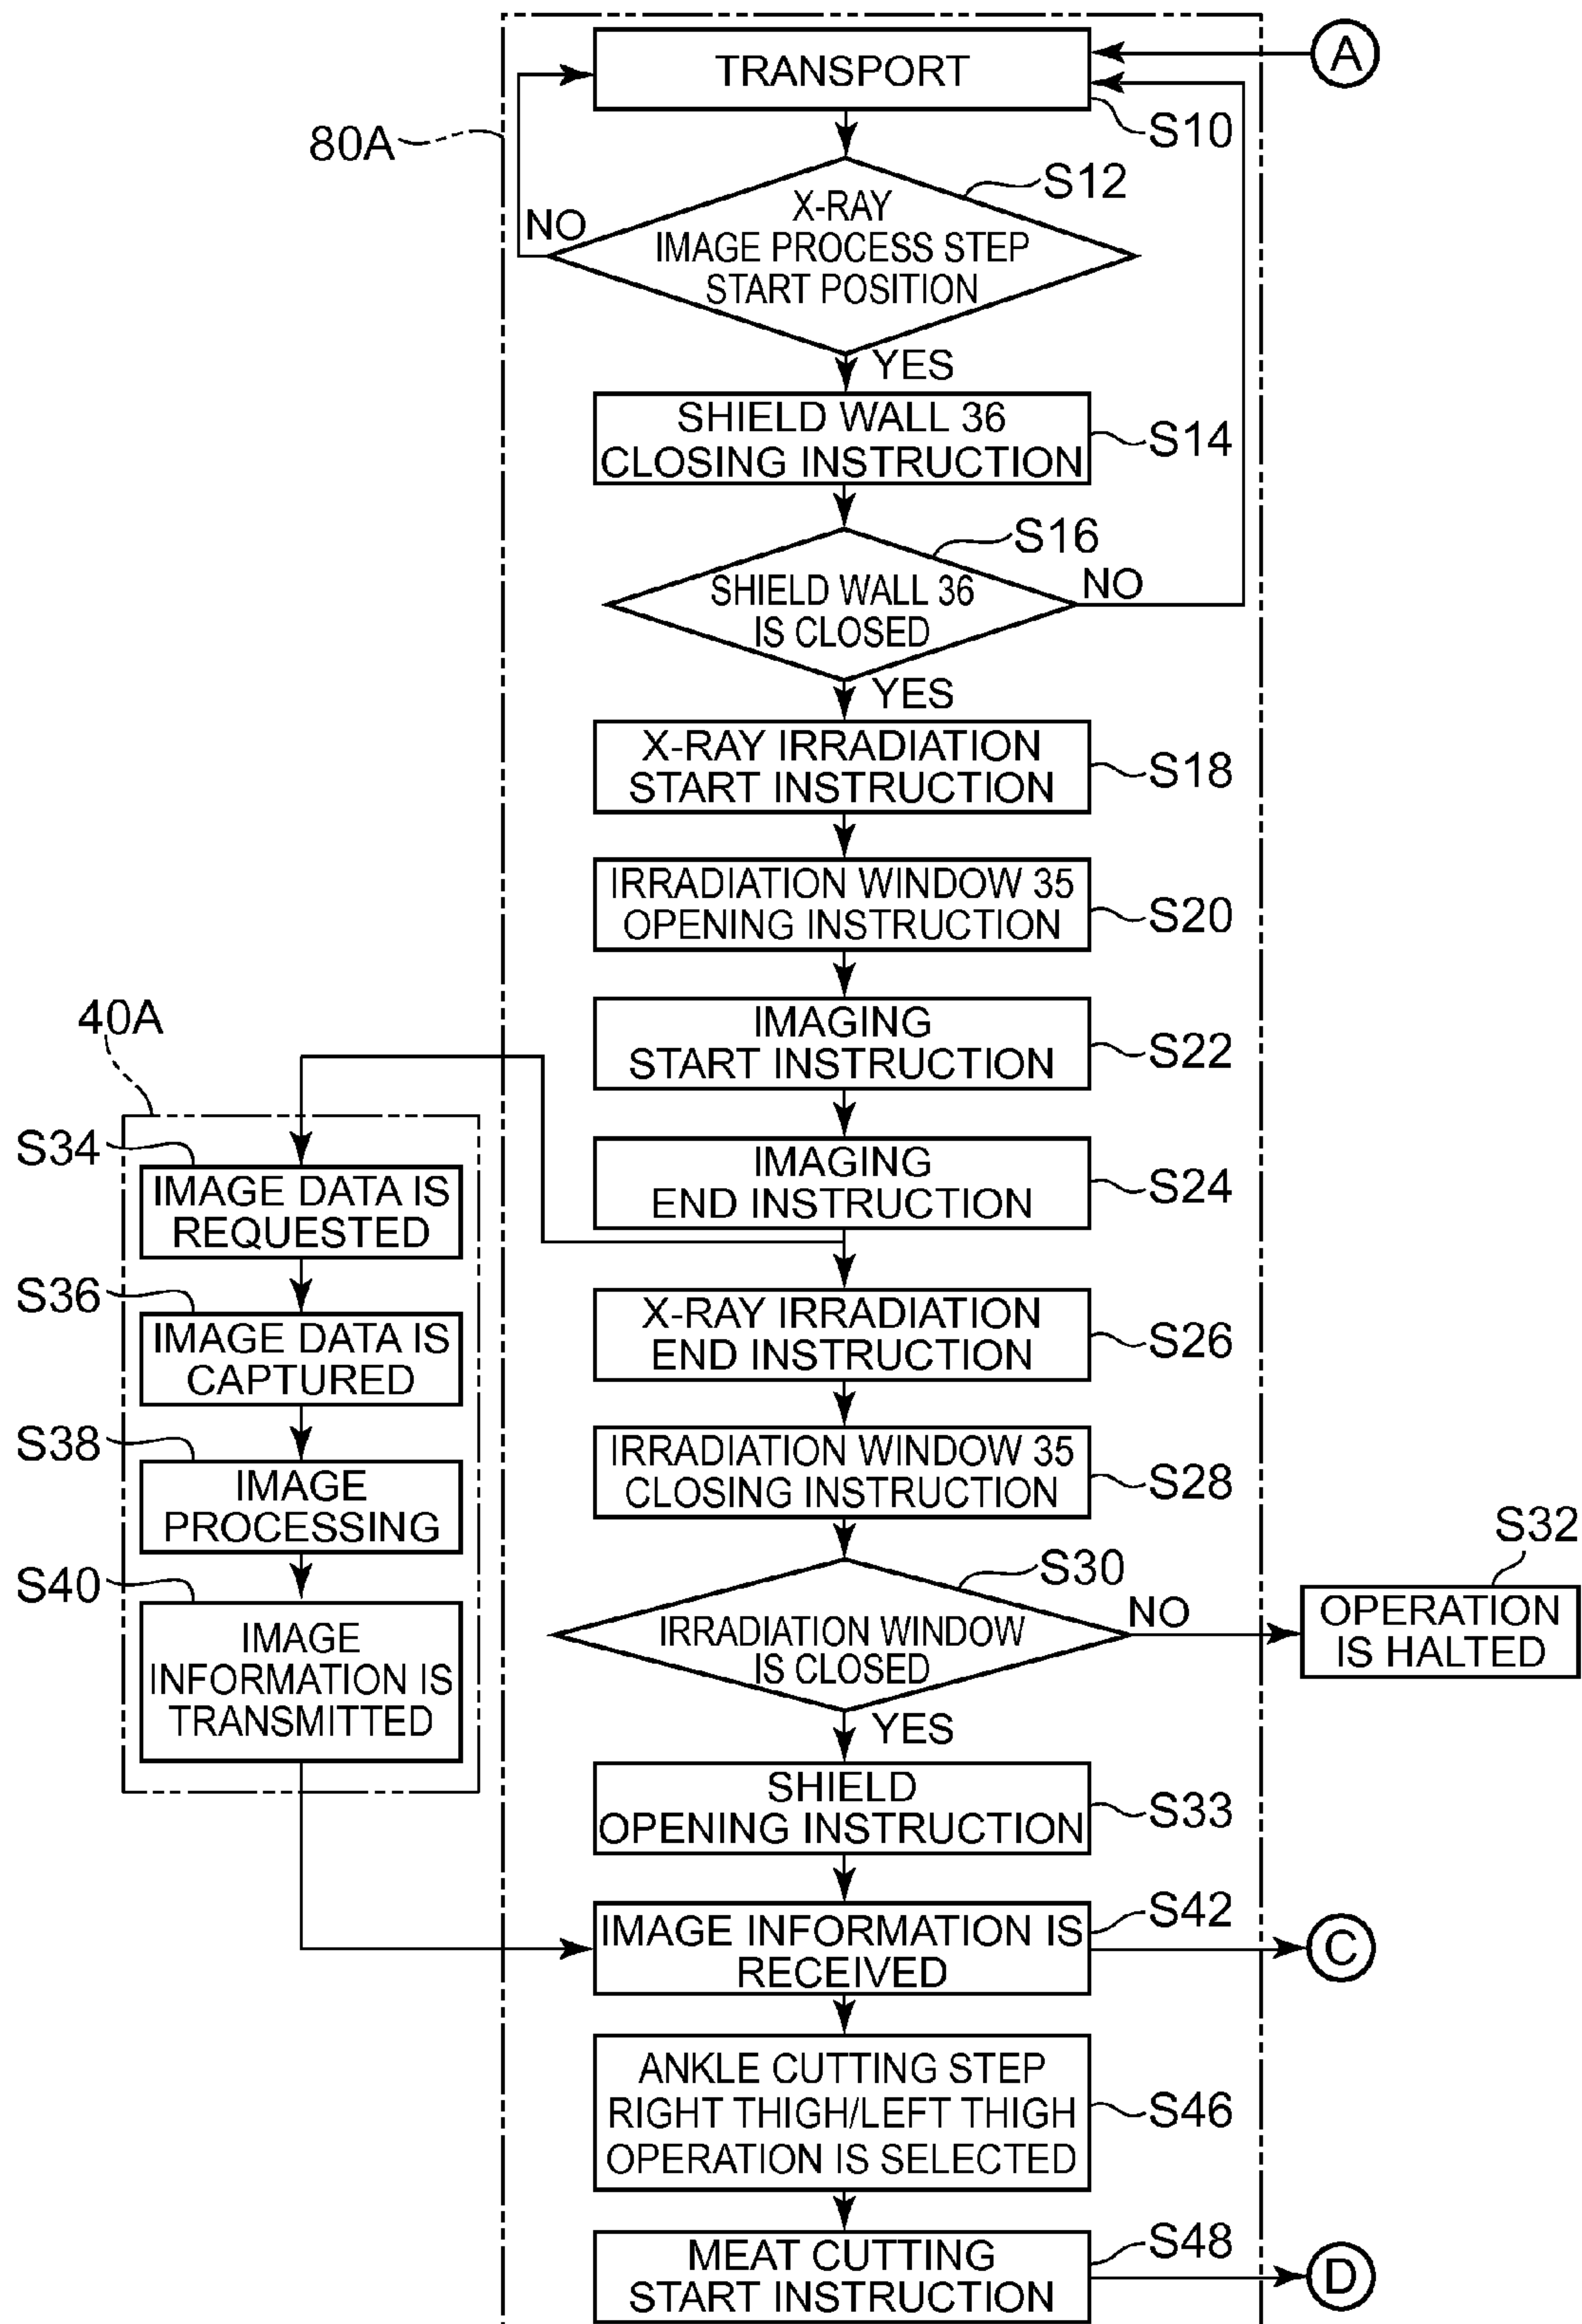 TRANSPORT
A
S10
80A
S12
X-RAY
IMAGE PROCESS STEP
START POSITION
NO
YES
SHIELD WALL 36
CLOSING INSTRUCTION
S14
S16
SHIELD WALL 36
IS CLOSED
NO
YES
X-RAY IRRADIATION
START INSTRUCTION
S18
IRRADIATION WINDOW 35
OPENING INSTRUCTION
S20
IMAGING
START INSTRUCTION
S22
IMAGING
END INSTRUCTION
S24
40A
S34
IMAGE DATA IS
REQUESTED
S36
IMAGE DATA IS
CAPTURED
S38
IMAGE
PROCESSING
S40
IMAGE
INFORMATION IS
TRANSMITTED
X-RAY IRRADIATION
END INSTRUCTION
S26
IRRADIATION WINDOW 35
CLOSING INSTRUCTION
S28
S30
IRRADIATION WINDOW
IS CLOSED
NO
S32
OPERATION
IS HALTED
YES
SHIELD
OPENING INSTRUCTION
S33
IMAGE INFORMATION IS
RECEIVED
S42
C
ANKLE CUTTING STEP
RIGHT THIGH/LEFT THIGH
OPERATION IS SELECTED
S46
MEAT CUTTING
START INSTRUCTION
S48
D